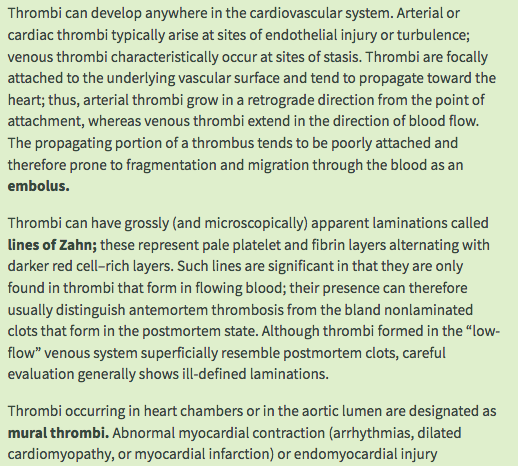 Thrombi can develop anywhere in the cardiovascular system. Arterial or
cardiac thrombi typically arise at sites of endothelial injury or turbulence;
venous thrombi characteristically occur at sites of stasis. Thrombi are focally
attached to the underlying vascular surface and tend to propagate toward the
heart; thus, arterial thrombi grow in a retrograde direction from the point of
attachment, whereas venous thrombi extend in the direction of blood flow.
The propagating portion of a thrombus tends to be poorly attached and
therefore prone to fragmentation and migration through the blood as an
embolus.
Thrombi can have grossly (and microscopically) apparent laminations called
lines of Zahn; these represent pale platelet and fibrin layers alternating with
darker red cell–rich layers. Such lines are significant in that they are only
found in thrombi that form in flowing blood; their presence can therefore
usually distinguish antemortem thrombosis from the bland nonlaminated
clots that form in the postmortem state. Although thrombi formed in the “low-
flow” venous system superficially resemble postmortem clots, careful
evaluation generally shows ill-defined laminations.
Thrombi occurring in heart chambers or in the aortic lumen are designated as
mural thrombi. Abnormal myocardial contraction (arrhythmias, dilated
cardiomyopathy, or myocardial infarction) or endomyocardial injury